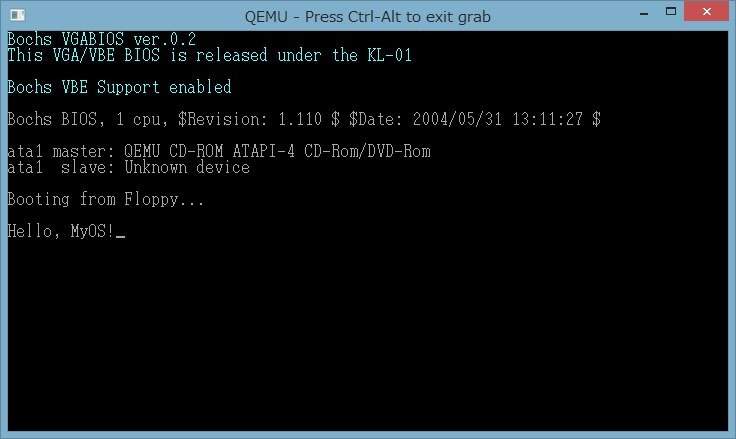 QEMU - Press Ctrl-Alt to exit grab
Bochs VGABIOS ver.0.2
This VGA/VBE BIOS is released under the KL-01
Bochs VBE Support enabled
Bochs BIOS, 1 cpu, $Revision: 1.110 $ $Date: 2004/05/31 13:11:27 $
ata1 master: QEMU CD-ROM ATAPI-4 CD-Rom/DVD-Rom
ata1  slave: Unknown device
Booting from Floppy...
Hello, MyOS!_